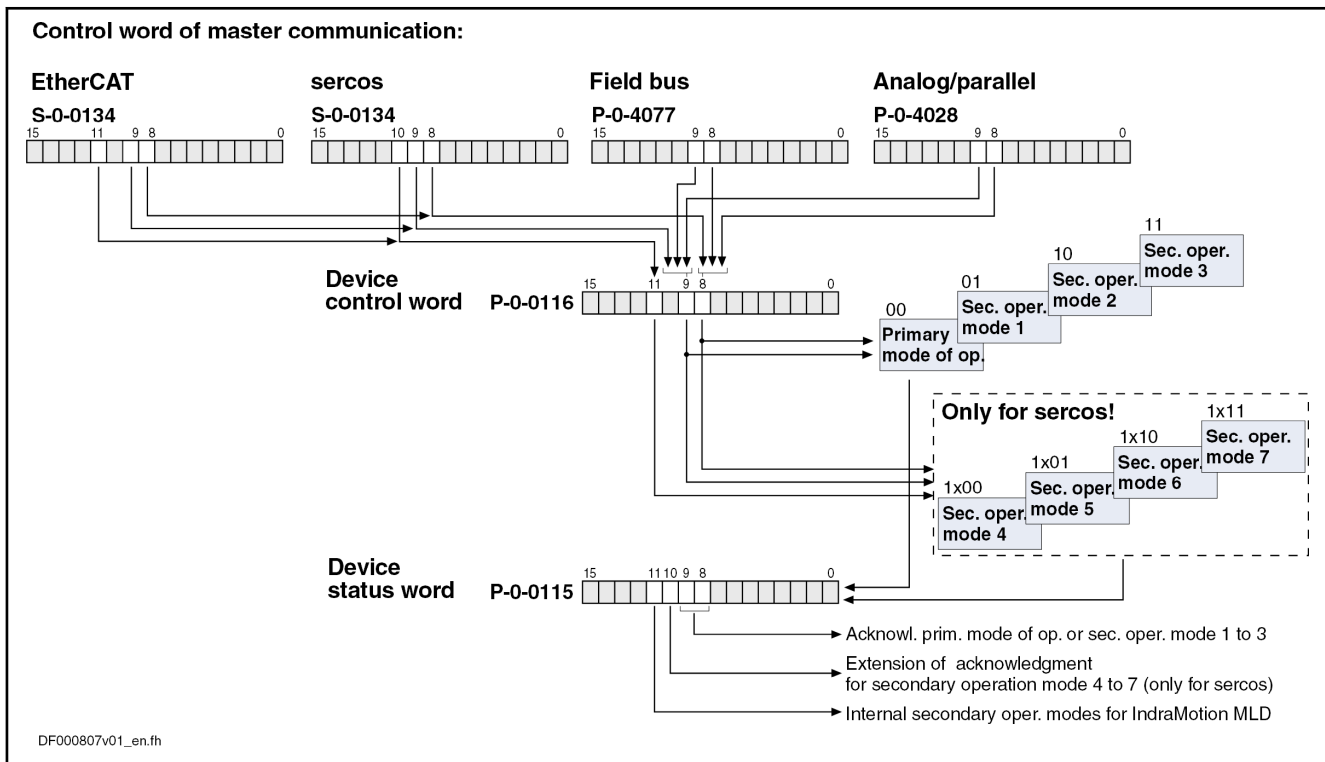 Control word of master communication:
EtherCAT
S-0-0134
15 11 9 8 0
sercos
S-0-0134
15 10 9 8 0
Field bus
P-0-4077
15 9 8 0
Analog/parallel
P-0-4028
15 9 8 0
Device
control word
P-0-0116
15 11 9 8 0
00
Primary
mode of op.
01
Sec. oper.
mode 1
10
Sec. oper.
mode 2
11
Sec. oper.
mode 3
Only for sercos!
1x00
Sec. oper.
mode 4
1x01
Sec. oper.
mode 5
1x10
Sec. oper.
mode 6
1x11
Sec. oper.
mode 7
Device
status word
P-0-0115
15 11 10 9 8 0
Acknowl. prim. mode of op. or sec. oper. mode 1 to 3
Extension of acknowledgment
for secondary operation mode 4 to 7 (only for sercos)
Internal secondary oper. modes for IndraMotion MLD
DF000807v01_en.fh